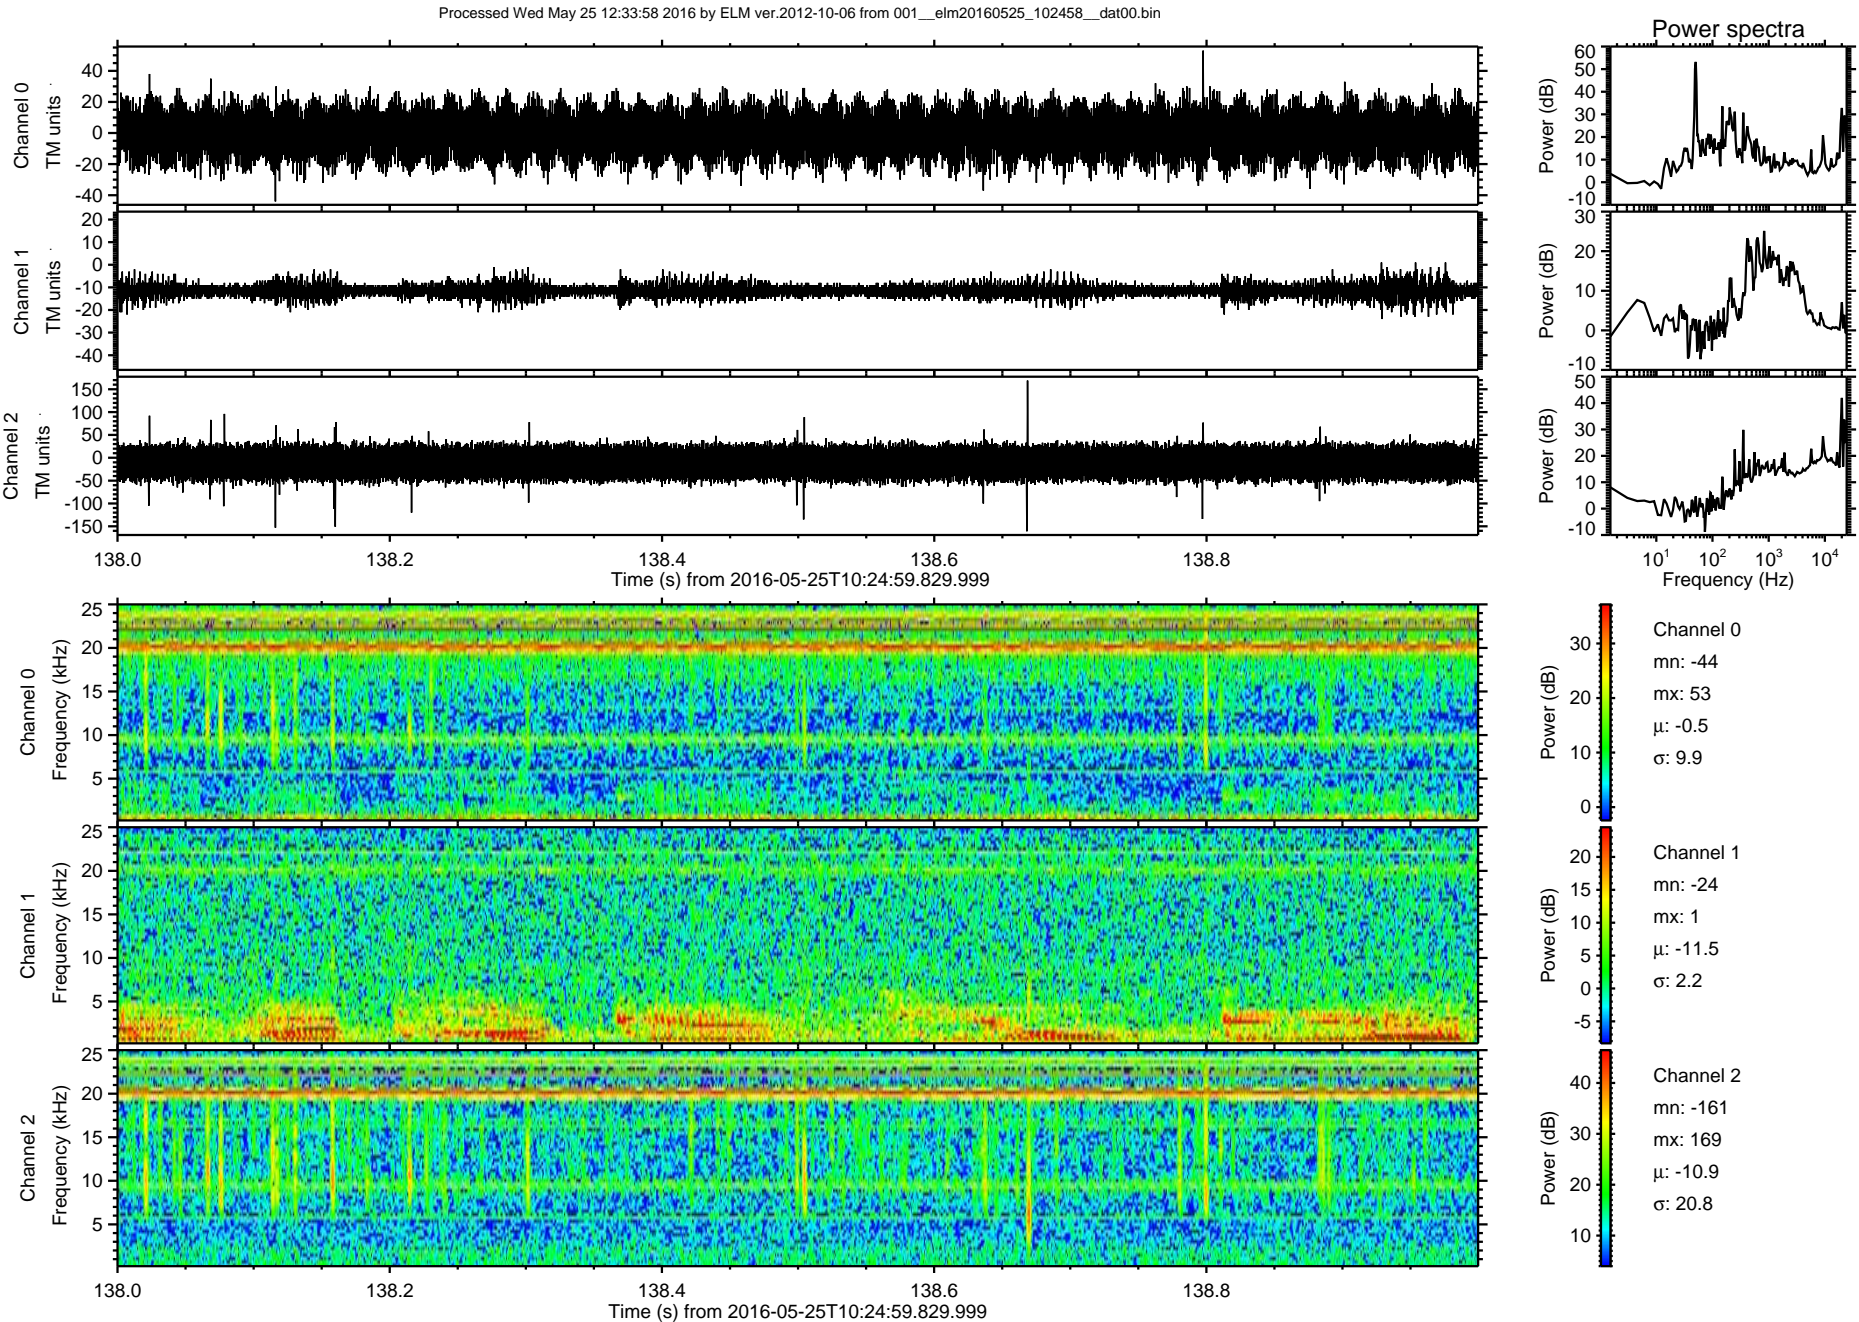 Processed Wed May 25 12:33:58 2016 by ELM ver.2012-10-06 from 001__elm20160525_102458__dat00.bin
Power spectra
Channel 0
TM units
40
20
0
-20
-40
Power (dB)
60
50
40
30
20
10
0
-10
Channel 1
TM units
20
10
0
-10
-20
-30
-40
Power (dB)
30
20
10
0
-10
Channel 2
TM units
150
100
50
0
-50
-100
-150
Power (dB)
50
40
30
20
10
0
-10
138.0 138.2 138.4 138.6 138.8
Time (s) from 2016-05-25T10:24:59.829.999
10^1 10^2 10^3 10^4
Frequency (Hz)
Channel 0
Frequency (kHz)
25
20
15
10
5
Power (dB)
30
20
10
0
Channel 0
mn: -44
mx: 53
μ: -0.5
σ: 9.9
Channel 1
Frequency (kHz)
25
20
15
10
5
Power (dB)
20
15
10
5
0
-5
Channel 1
mn: -24
mx: 1
μ: -11.5
σ: 2.2
Channel 2
Frequency (kHz)
25
20
15
10
5
Power (dB)
40
30
20
10
Channel 2
mn: -161
mx: 169
μ: -10.9
σ: 20.8
138.0 138.2 138.4 138.6 138.8
Time (s) from 2016-05-25T10:24:59.829.999